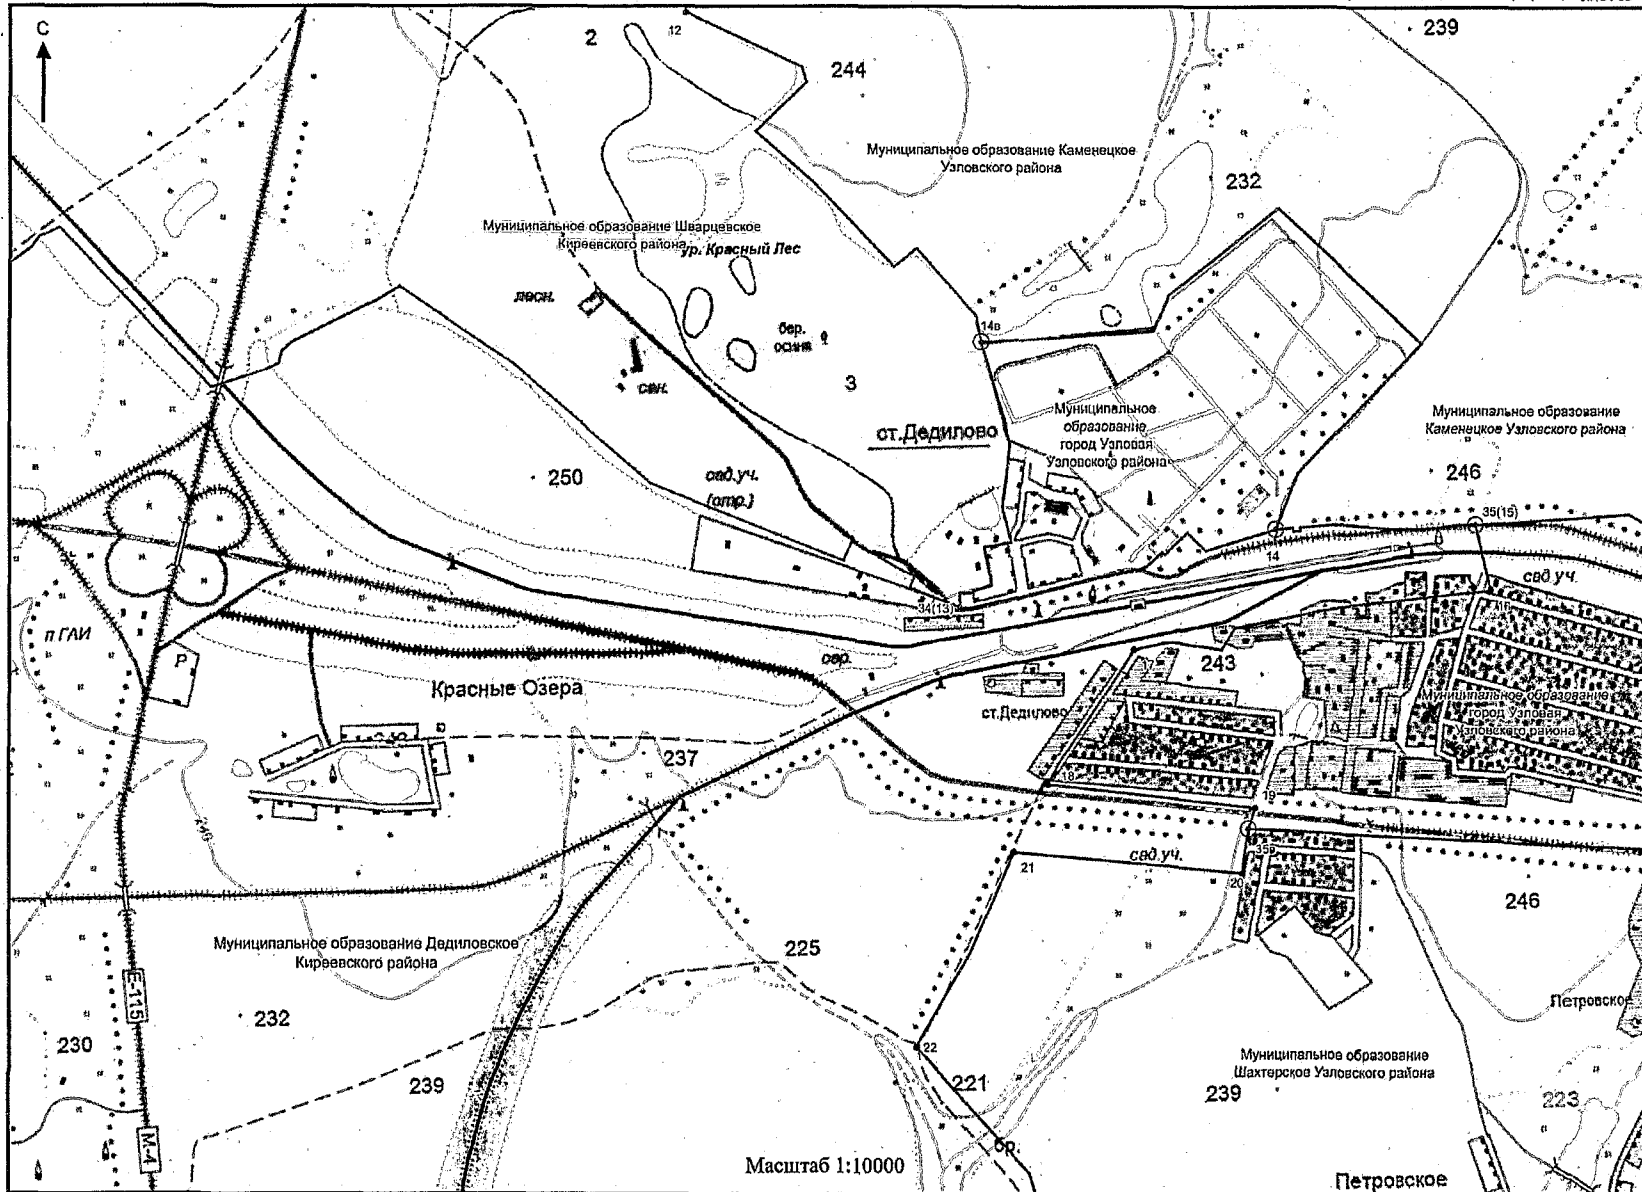 С
2
12
244
239
Муниципальное образование Каменецкое
Узловского района
232
Муниципальное образование Шварцевское
Киреевского района
ур. Красный Лес
лесн.
бер.
осина
14в
3
сан.
ст.Дедилово
Муниципальное
образование
город Узловая
Узловского района
Муниципальное образование
Каменецкое Узловского района
250
сад.уч.
(отр.)
246
35(15)
14
сад уч.
34(13)
16
п ГАИ
Р
Красные Озера
17
243
ст.Дедилово
Муниципальное образование
город Узловая
Узловского района
237
18
19
35в
сад.уч.
21
20
246
Муниципальное образование Дедиловское
Киреевского района
225
Е-115
232
230
Петровское
22
Муниципальное образование
Шахтерское Узловского района
239
221
239
223
М-4
бр.
Масштаб 1:10000
Петровское